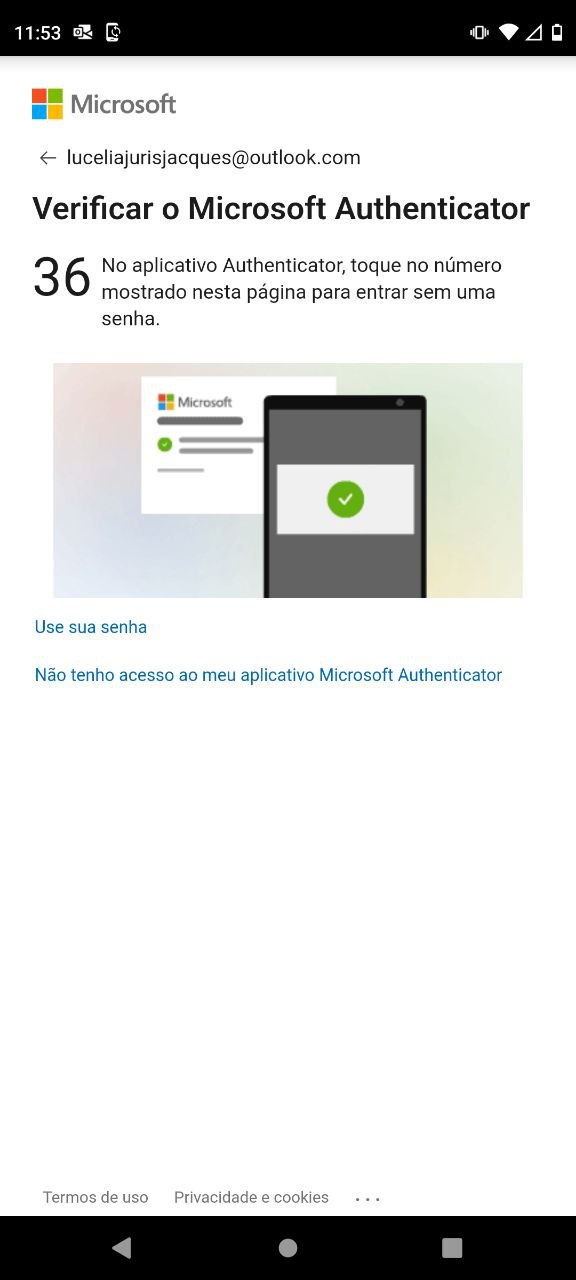 11:53
Microsoft
luceliajurisjacques@outlook.com
Verificar o Microsoft Authenticator
36
No aplicativo Authenticator, toque no número
mostrado nesta página para entrar sem uma
senha.
Microsoft
Use sua senha
Não tenho acesso ao meu aplicativo Microsoft Authenticator
Termos de uso
Privacidade e cookies
...